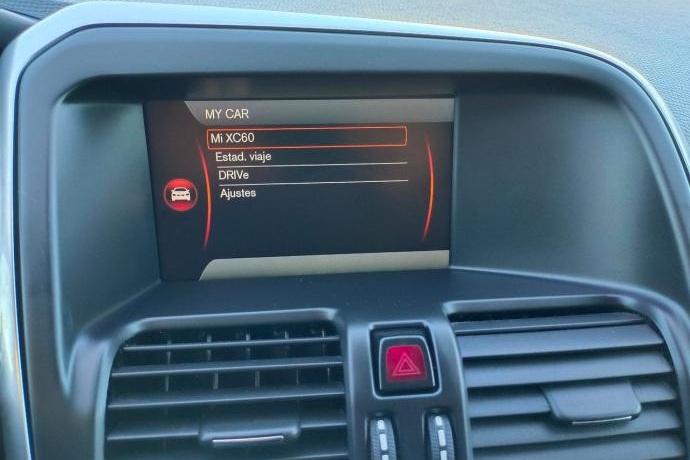 MY CAR
Mi XC60
Estad. viaje
DRIVe
Ajustes